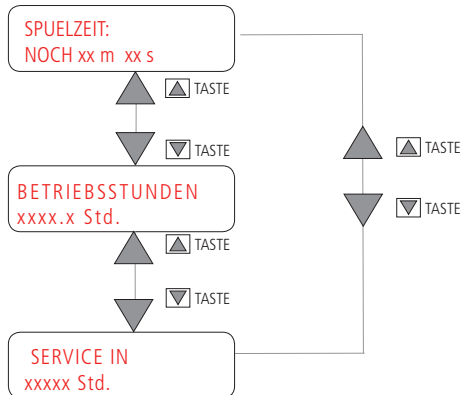 SPUELZEIT:
NOCH xx m xx s
TASTE
TASTE
TASTE
TASTE
BETRIEBSSTUNDEN
xxxx.x Std.
TASTE
TASTE
SERVICE IN
xxxxx Std.